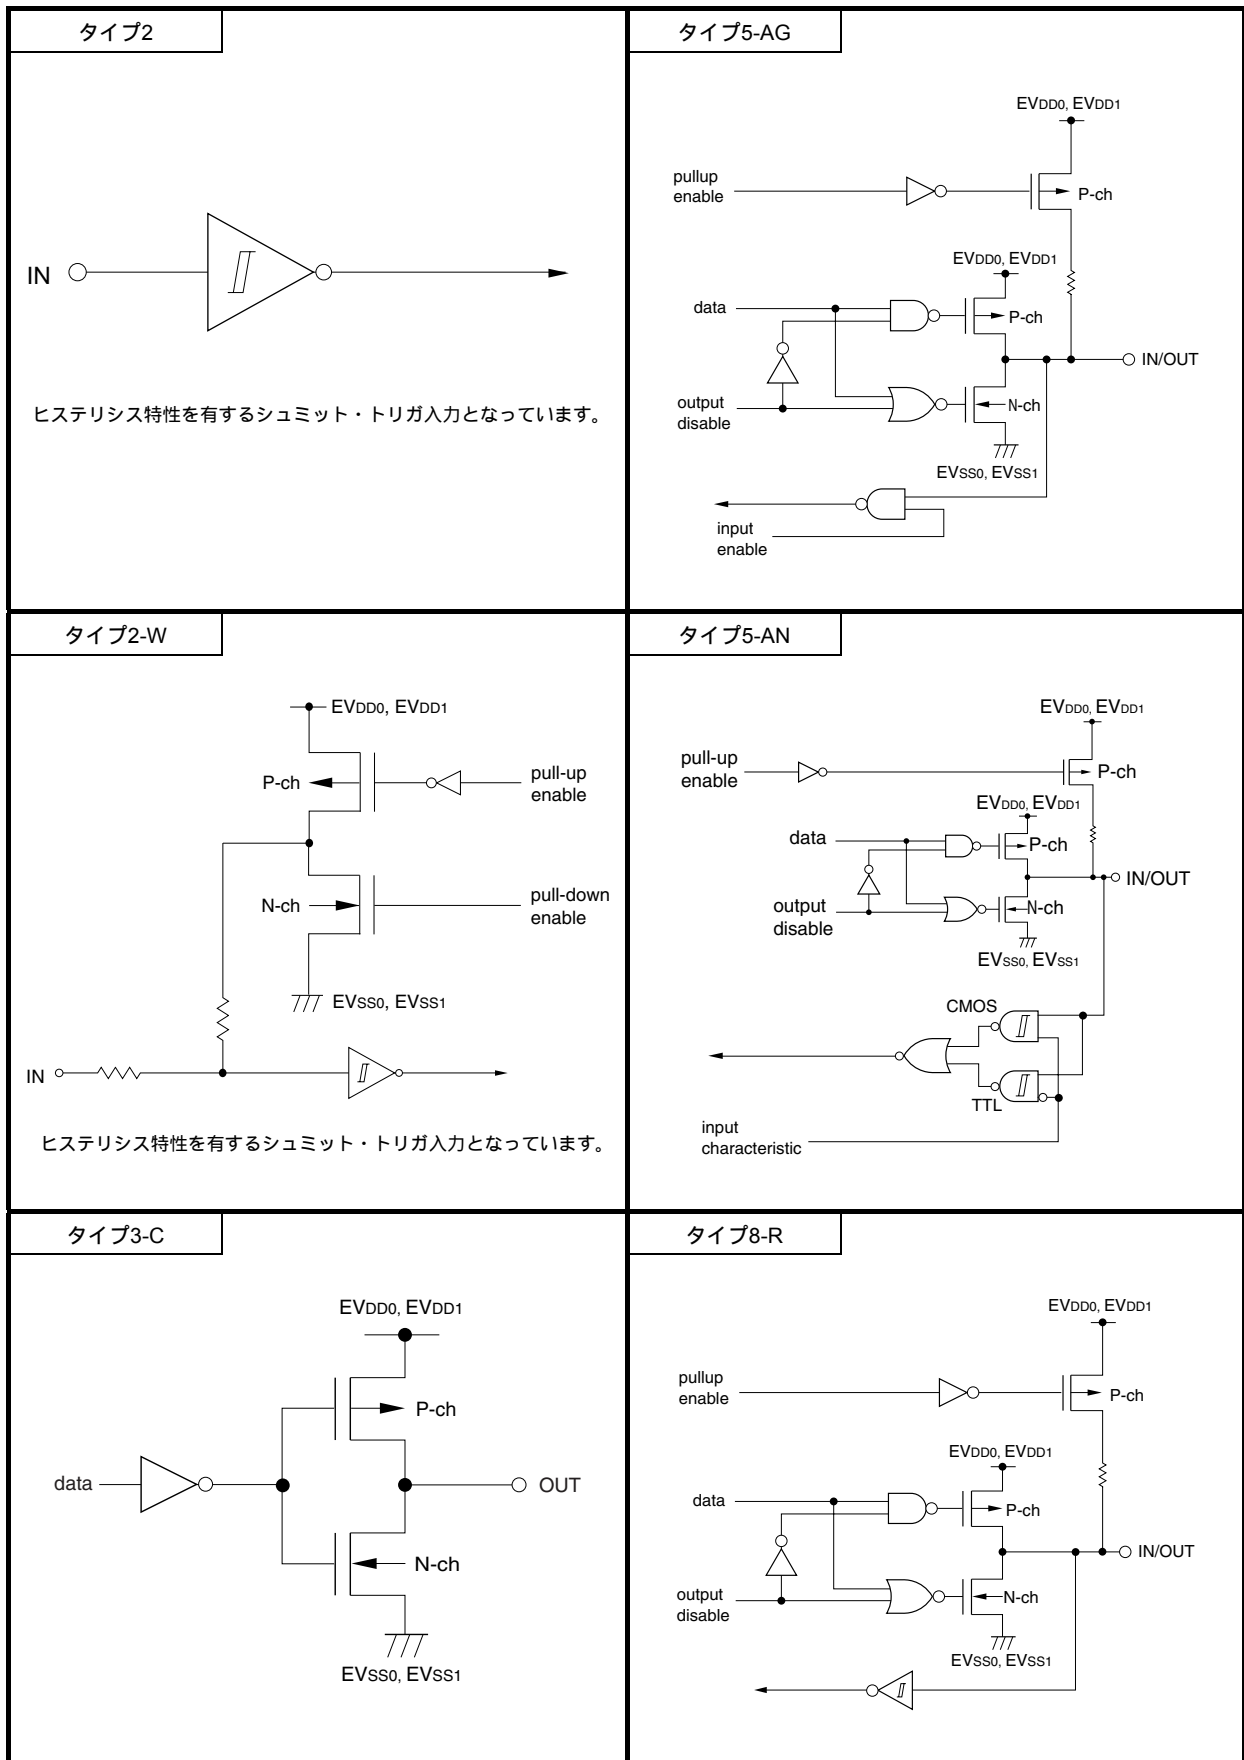 タイプ2
IN
ヒステリシス特性を有するシュミット・トリガ入力となっています。
タイプ5-AG
EVDD0, EVDD1
pullup
enable
P-ch
EVDD0, EVDD1
data
P-ch
IN/OUT
output
disable
N-ch
EVSS0, EVSS1
input
enable
タイプ2-W
EVDD0, EVDD1
P-ch
pull-up
enable
N-ch
pull-down
enable
EVSS0, EVSS1
IN
ヒステリシス特性を有するシュミット・トリガ入力となっています。
タイプ5-AN
EVDD0, EVDD1
pull-up
enable
P-ch
EVDD0, EVDD1
data
P-ch
IN/OUT
output
disable
N-ch
EVSS0, EVSS1
CMOS
TTL
input
characteristic
タイプ3-C
EVDD0, EVDD1
P-ch
data
OUT
N-ch
EVSS0, EVSS1
タイプ8-R
EVDD0, EVDD1
pullup
enable
P-ch
EVDD0, EVDD1
data
P-ch
IN/OUT
output
disable
N-ch
EVSS0, EVSS1